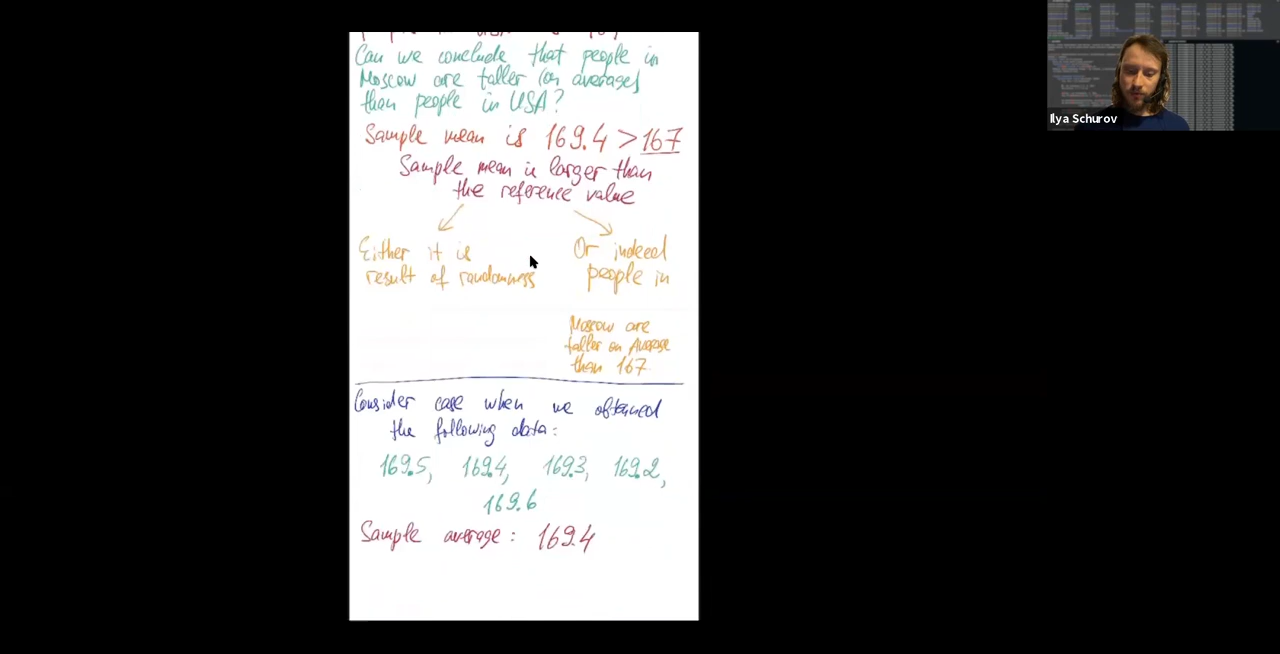 Can we conclude that people in
Moscow are taller (on average)
than people in USA?
Sample mean is 169.4 > 167
Sample mean is larger than
the reference value
Either it is
result of randomness
Or indeed
people in
Moscow are
taller on Average
than 167.
Consider case when we obtained
the following data:
169.5, 169.4, 169.3, 169.2,
169.6
Sample average: 169.4
Ilya Schurov